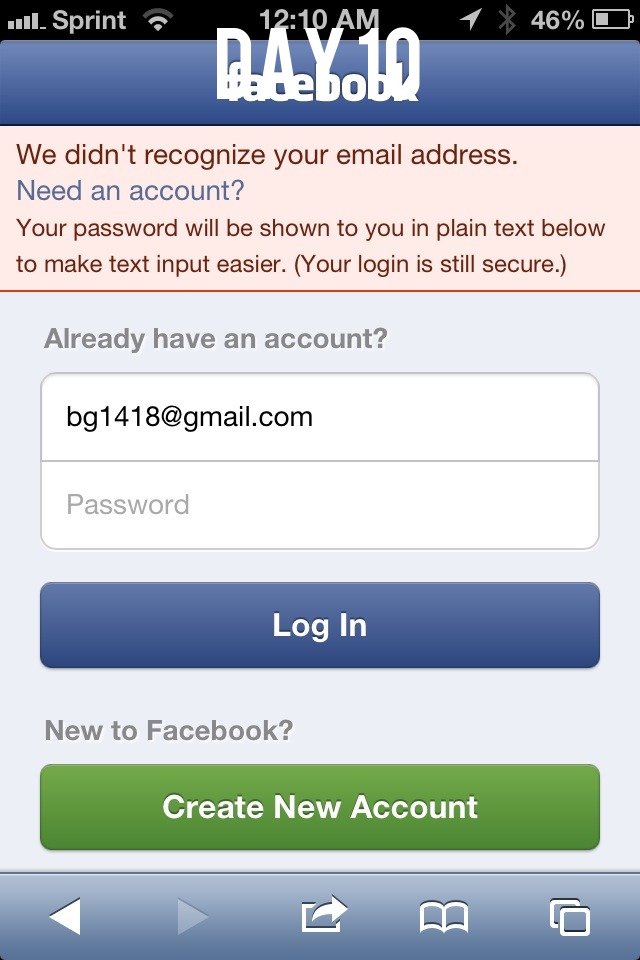 Sprint 12:10 AM 46%
DAY 10
facebook
We didn't recognize your email address.
Need an account?
Your password will be shown to you in plain text below
to make text input easier. (Your login is still secure.)
Already have an account?
bg1418@gmail.com
Password
Log In
New to Facebook?
Create New Account